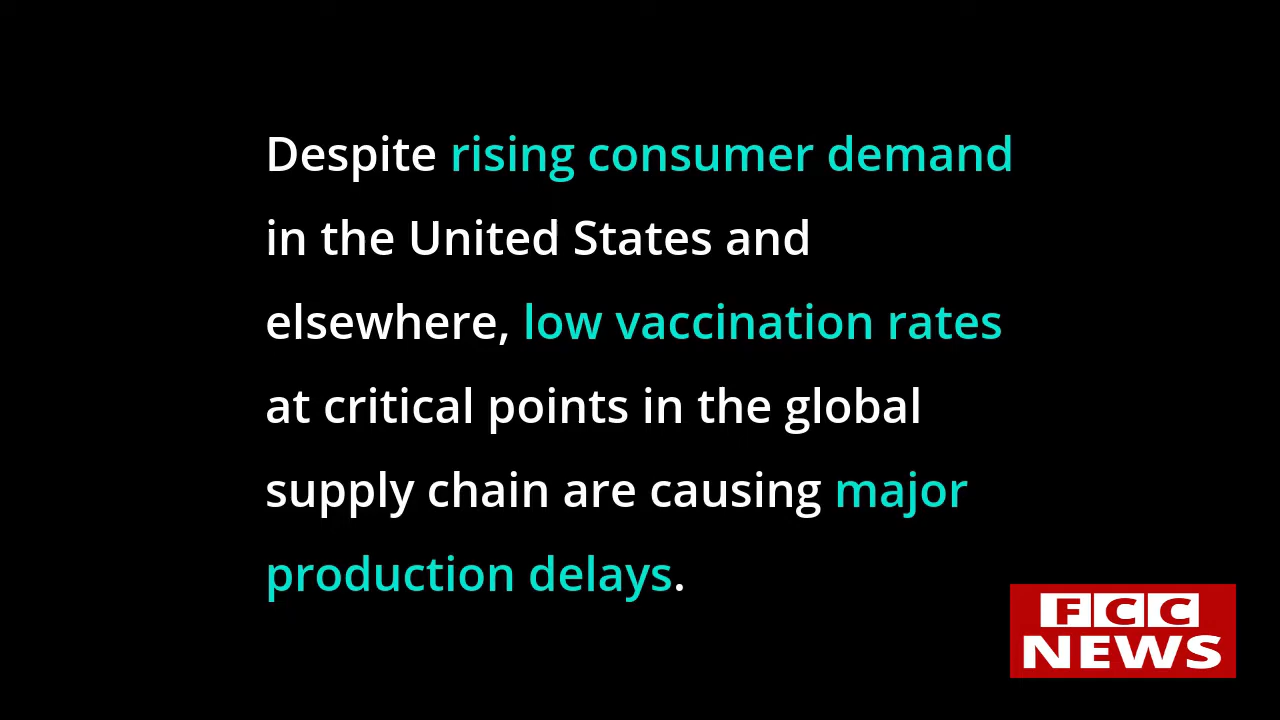 Despite rising consumer demand
in the United States and
elsewhere, low vaccination rates
at critical points in the global
supply chain are causing major
production delays.
FCC
NEWS